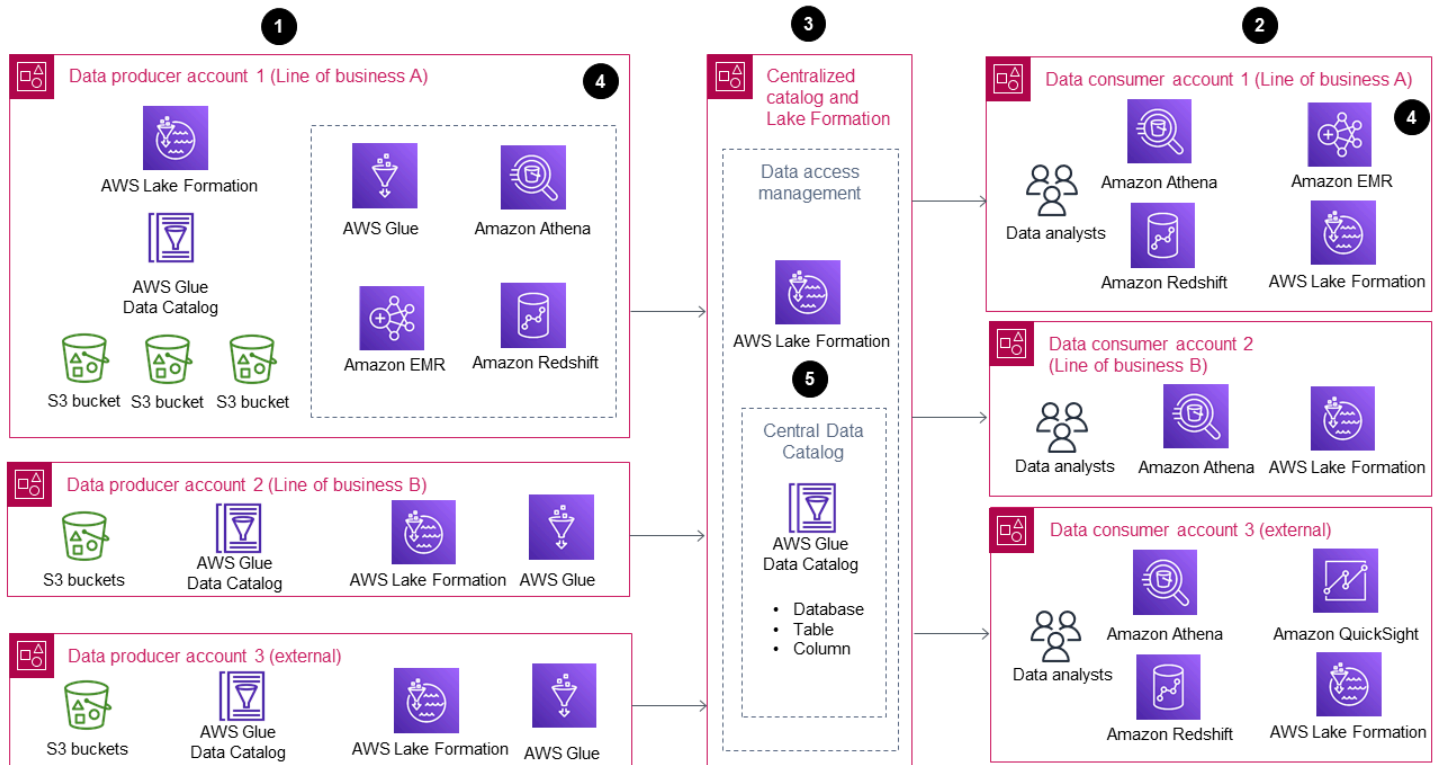 1
3
2
Data producer account 1 (Line of business A)
4
AWS Lake Formation
AWS Glue
Data Catalog
S3 bucket
S3 bucket
S3 bucket
AWS Glue
Amazon Athena
Amazon EMR
Amazon Redshift
Data producer account 2 (Line of business B)
S3 buckets
AWS Glue
Data Catalog
AWS Lake Formation
AWS Glue
Data producer account 3 (external)
S3 buckets
AWS Glue
Data Catalog
AWS Lake Formation
AWS Glue
Centralized
catalog and
Lake Formation
Data access
management
AWS Lake Formation
5
Central Data
Catalog
AWS Glue
Data Catalog
• Database
• Table
• Column
Data consumer account 1 (Line of business A)
4
Data analysts
Amazon Athena
Amazon EMR
Amazon Redshift
AWS Lake Formation
Data consumer account 2
(Line of business B)
Data analysts
Amazon Athena
AWS Lake Formation
Data consumer account 3 (external)
Data analysts
Amazon Athena
Amazon QuickSight
Amazon Redshift
AWS Lake Formation